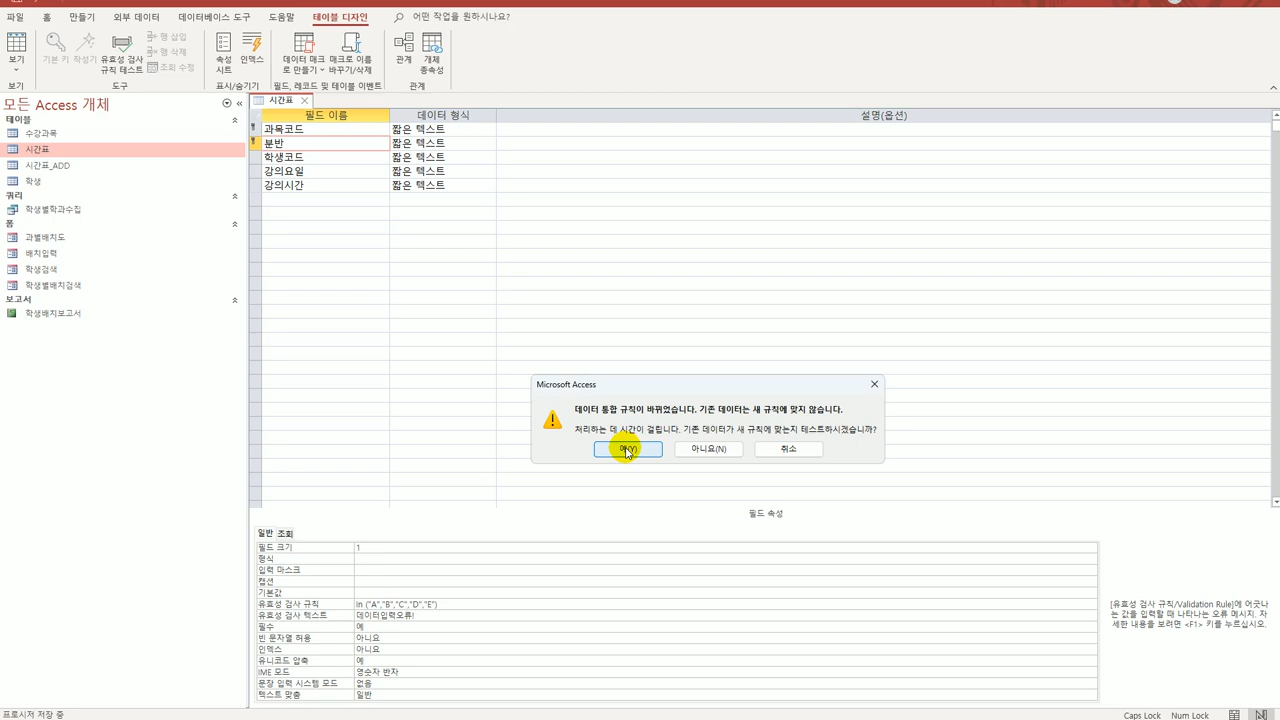 파일 홈 만들기 외부 데이터 데이터베이스 도구 도움말 테이블 디자인 어떤 작업을 원하시나요?
보기 기본 키 작성기 유효성 검사 규칙 테스트 행 삽입 행 삭제 조회 수정 속성 시트 인덱스 데이터 매크로 만들기 매크로 이름 바꾸기/삭제 관계 개체 종속성
보기 도구 표시/숨기기 필드, 레코드 및 테이블 이벤트 관계
모든 Access 개체
테이블
수강과목
시간표
시간표_ADD
학생
쿼리
학생별학과수집
폼
과별배치도
배치입력
학생검색
학생별배치검색
보고서
학생배치보고서
시간표
필드 이름 데이터 형식 설명(옵션)
과목코드 짧은 텍스트
분반 짧은 텍스트
학생코드 짧은 텍스트
강의요일 짧은 텍스트
강의시간 짧은 텍스트
Microsoft Access
데이터 통합 규칙이 바뀌었습니다. 기존 데이터는 새 규칙에 맞지 않습니다.
처리하는 데 시간이 걸립니다. 기존 데이터가 새 규칙에 맞는지 테스트하시겠습니까?
예(Y) 아니요(N) 취소
필드 속성
일반 조회
필드 크기 1
형식
입력 마스크
캡션
기본값
유효성 검사 규칙 In ("A","B","C","D","E")
유효성 검사 텍스트 데이터입력오류!
필수 예
빈 문자열 허용 아니요
인덱스 아니요
유니코드 압축 예
IME 모드 영숫자 반자
문장 입력 시스템 모드 없음
텍스트 맞춤 일반
[유효성 검사 규칙/Validation Rule]에 어긋나
는 값을 입력할 때 나타나는 오류 메시지. 자
세한 내용을 보려면 <F1> 키를 누르십시오.
프로시저 저장 중 Caps Lock Num Lock